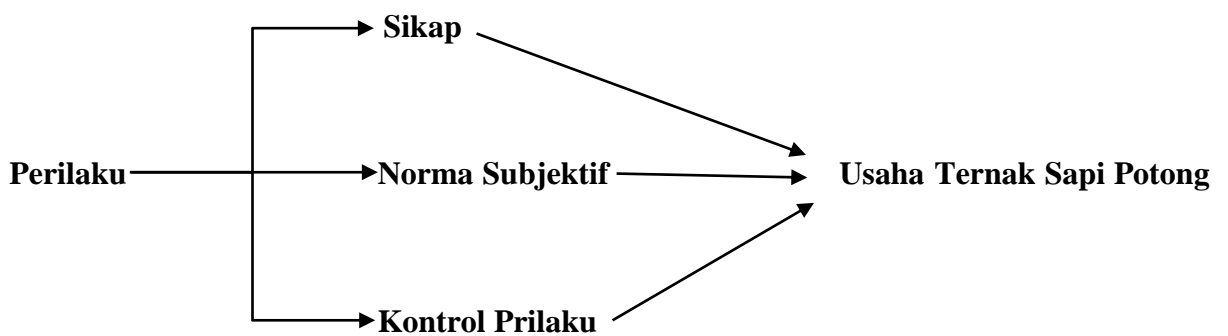 Sikap
Perilaku Norma Subjektif Usaha Ternak Sapi Potong
Kontrol Prilaku